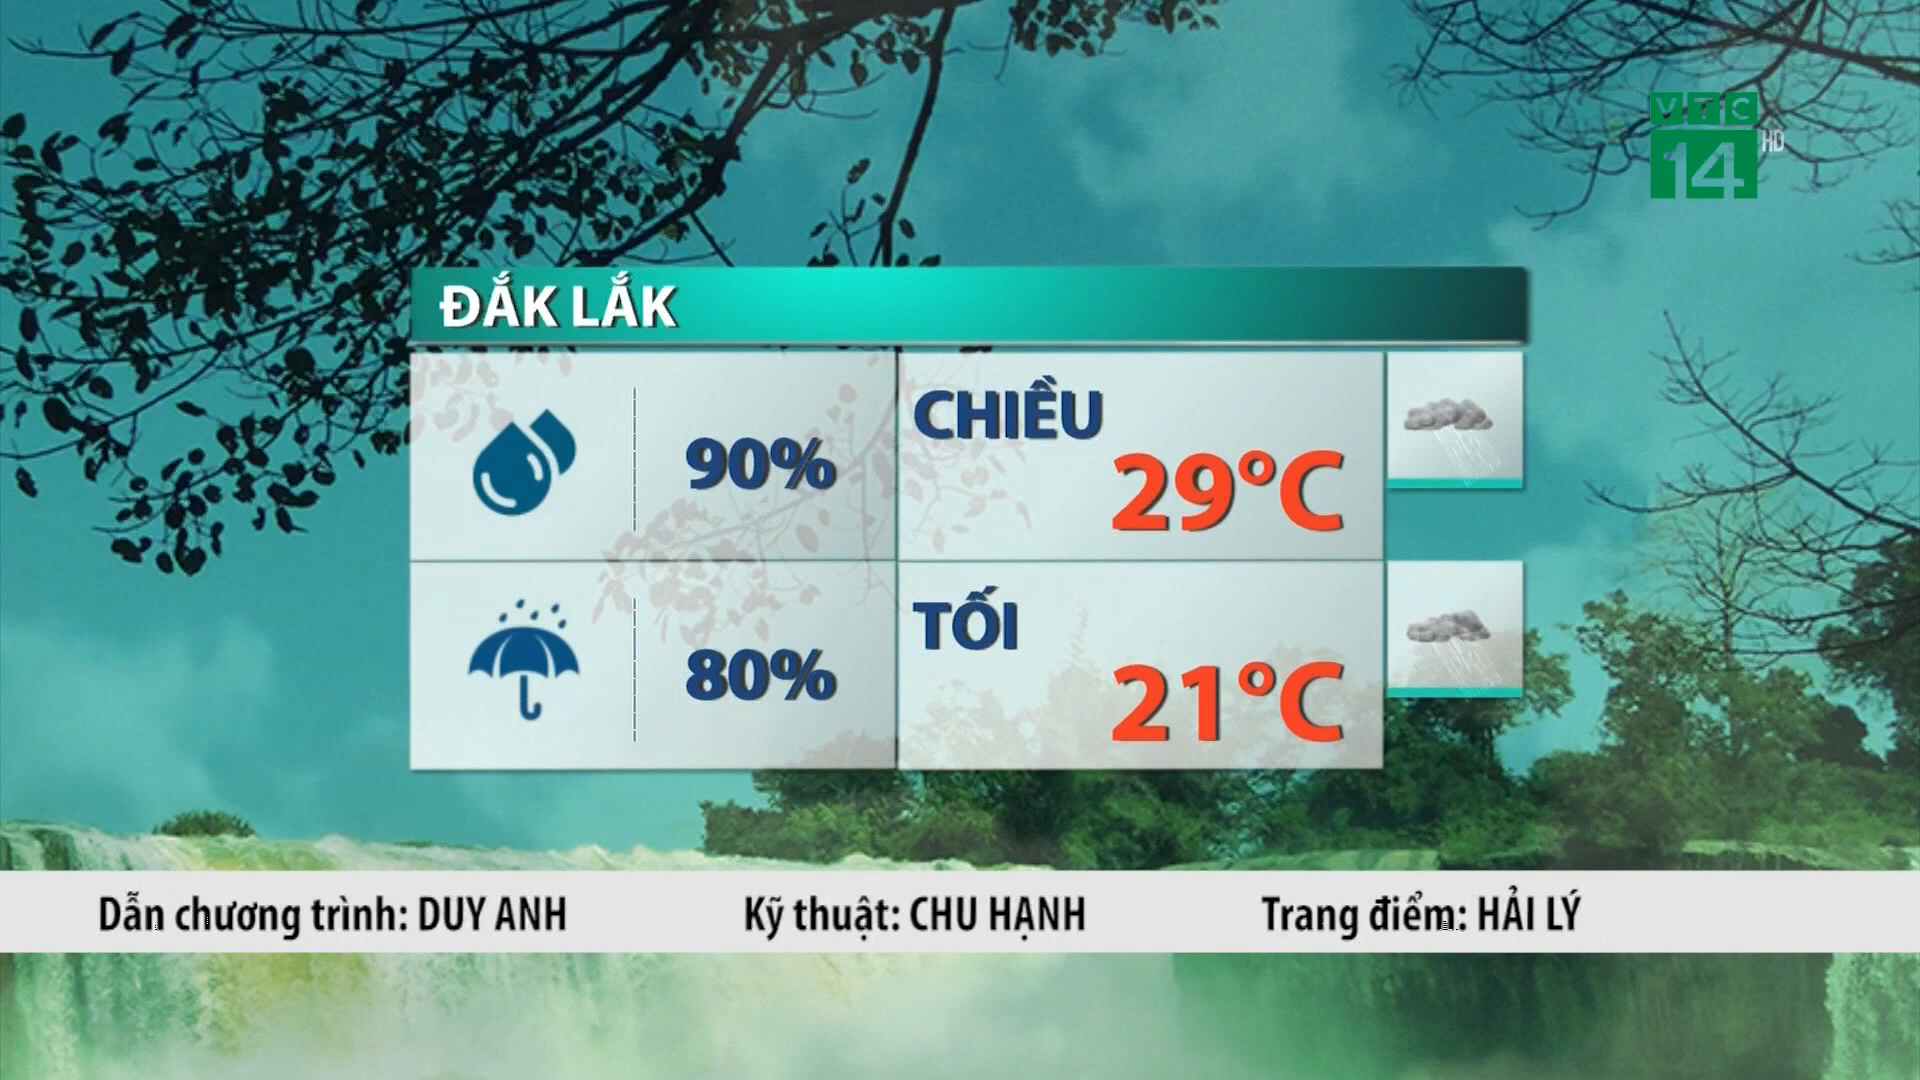 VTC
14 HD
ĐẮK LẮK
90%
CHIỀU
29°C
80%
TỐI
21°C
Dẫn chương trình: DUY ANH Kỹ thuật: CHU HẠNH Trang điểm: HẢI LÝ